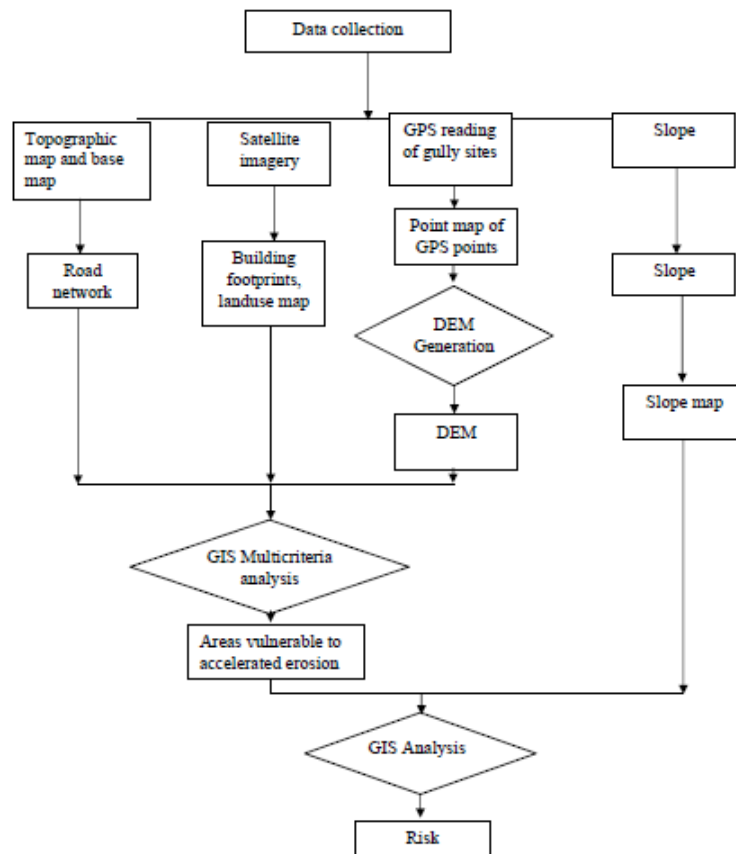 Data collection
Topographic
map and base
map
Satellite
imagery
GPS reading
of gully sites
Slope
Road
network
Building
footprints,
landuse map
Point map of
GPS points
Slope
DEM
Generation
Slope map
DEM
GIS Multicriteria
analysis
Areas vulnerable to
accelerated erosion
GIS Analysis
Risk